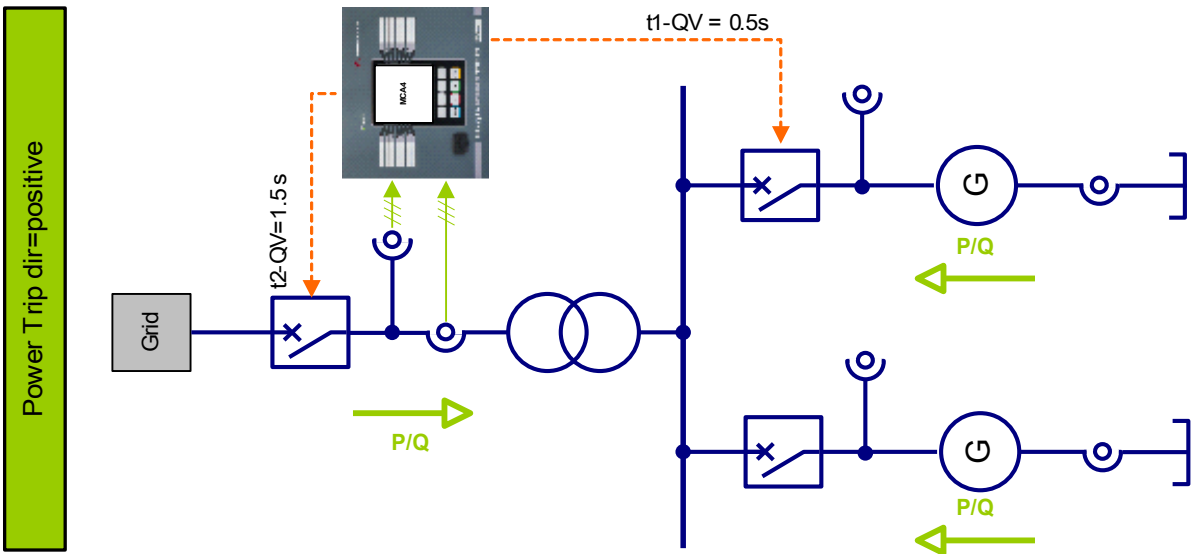 Power Trip dir=positive
MCA4
t1-QV = 0.5s
t2-QV=1.5 s
Grid
P/Q
G
P/Q
G
P/Q